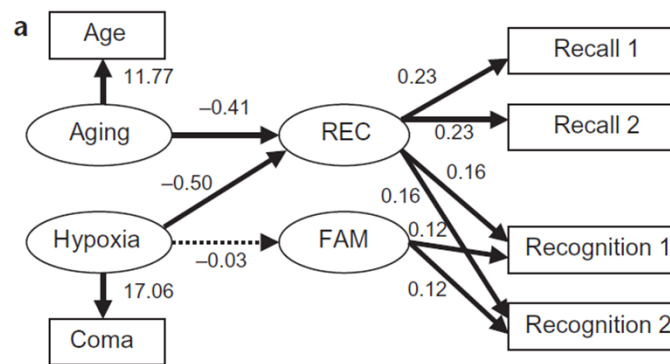 a
Age
Recall 1
11.77
–0.41
0.23
Aging
REC
Recall 2
0.23
–0.50
0.16
0.16
Hypoxia
FAM
0.12
Recognition 1
–0.03
0.12
17.06
Recognition 2
Coma